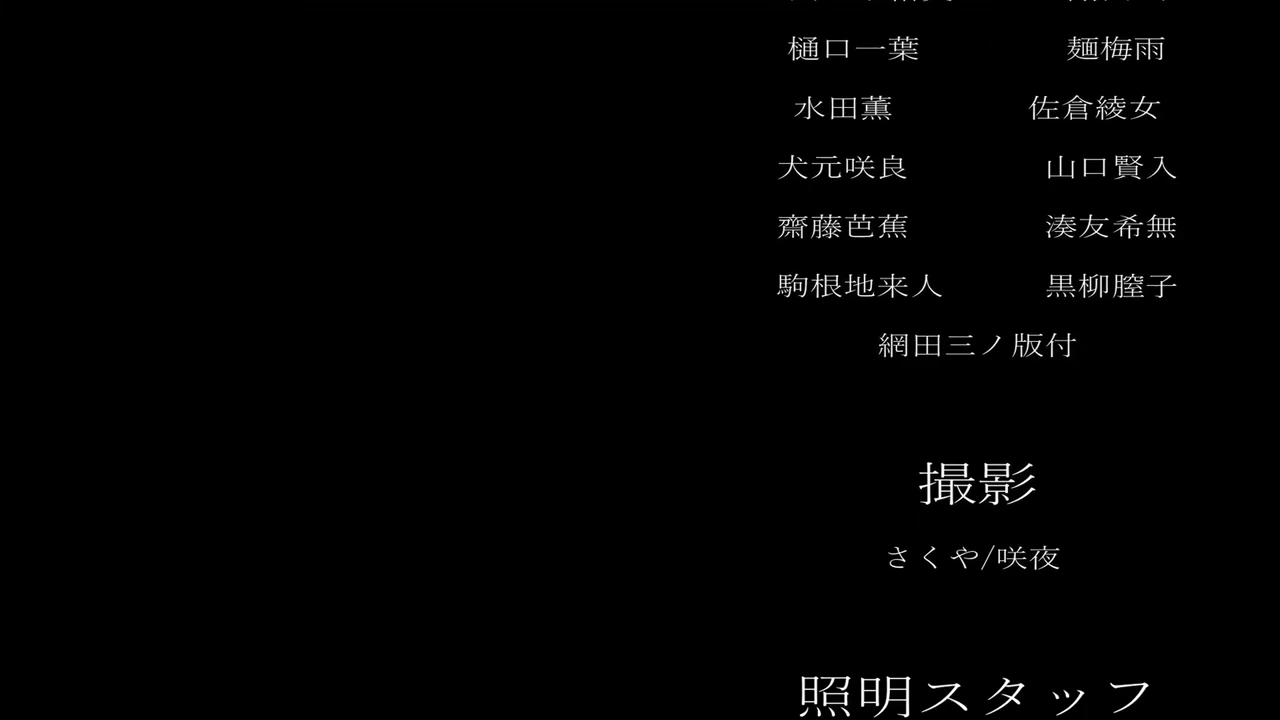 樋口一葉 麺梅雨
水田薫 佐倉綾女
犬元咲良 山口賢入
齋藤芭蕉 湊友希無
駒根地来人 黒柳膣子
網田三ノ版付
撮影
さくや/咲夜
照明スタッフ